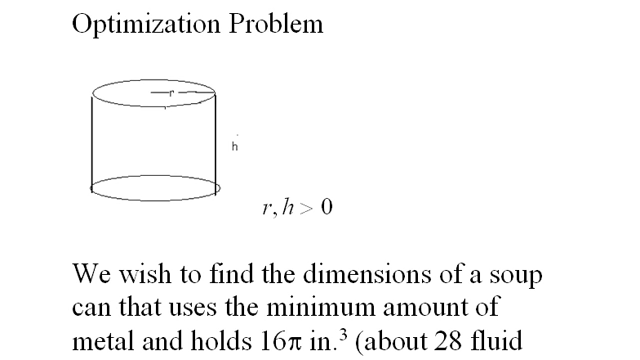 Optimization Problem
r
h
r, h > 0
We wish to find the dimensions of a soup
can that uses the minimum amount of
metal and holds 16π in.³ (about 28 fluid